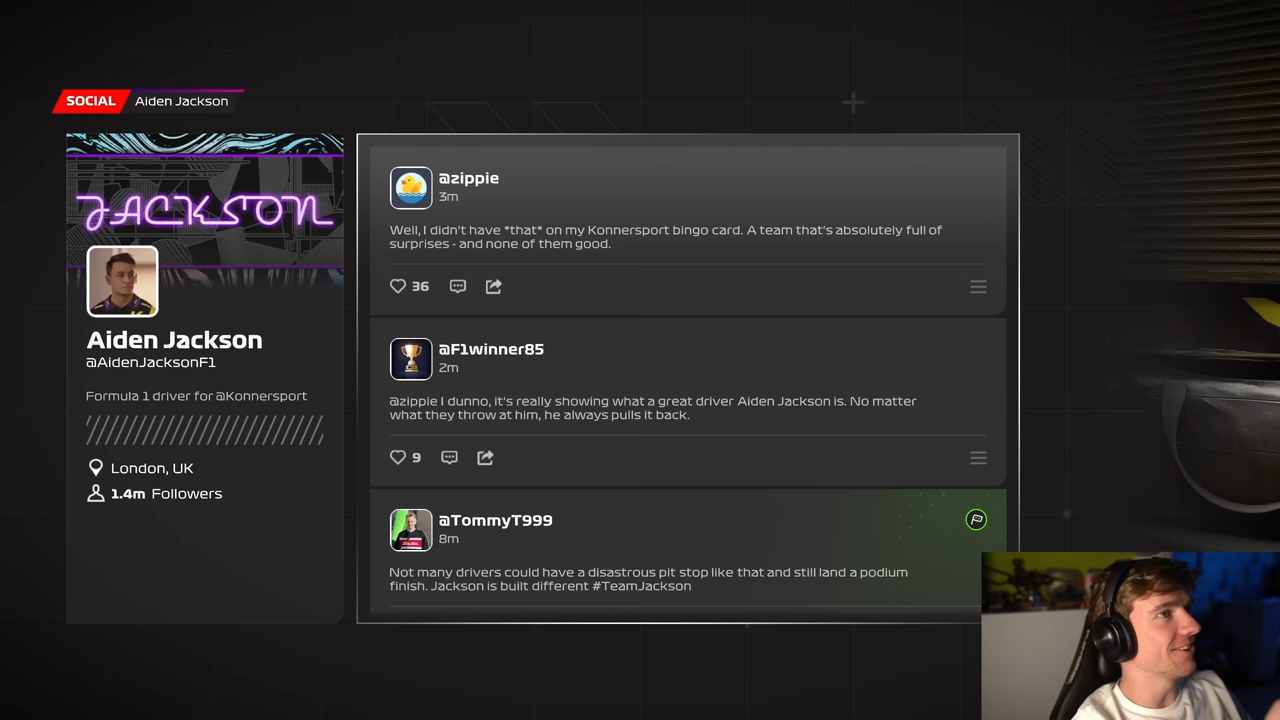 SOCIAL Aiden Jackson
JACKSON
Aiden Jackson
@AidenJacksonF1
Formula 1 driver for @Konnersport
London, UK
1.4m Followers
@zippie
3m
Well, I didn't have *that* on my Konnersport bingo card. A team that's absolutely full of
surprises - and none of them good.
36
@F1winner85
2m
@zippie I dunno, it's really showing what a great driver Aiden Jackson is. No matter
what they throw at him, he always pulls it back.
9
@TommyT999
8m
Not many drivers could have a disastrous pit stop like that and still land a podium
finish. Jackson is built different #TeamJackson